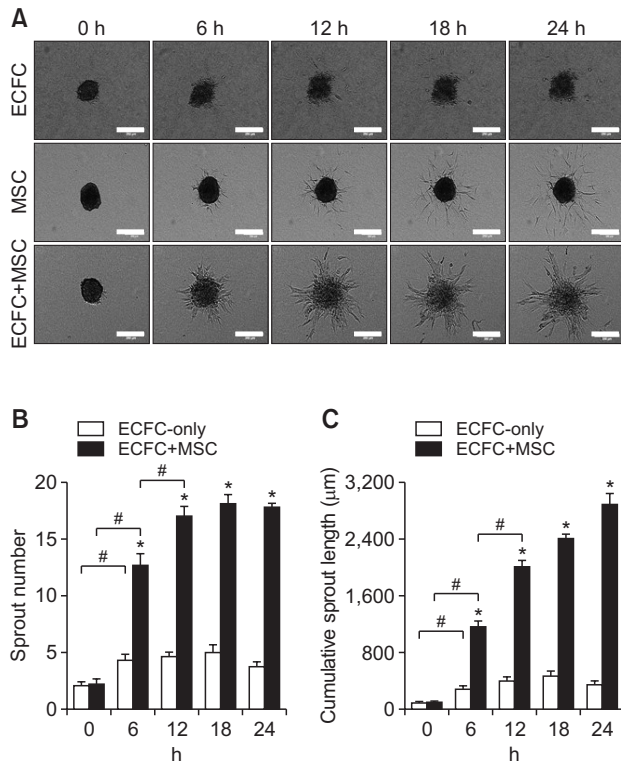 A
0 h 6 h 12 h 18 h 24 h
ECFC
MSC
ECFC+MSC
B
ECFC-only
ECFC+MSC
Sprout number
20
15
10
5
0
#
#
#
*
*
*
*
0 6 12 18 24
h
C
ECFC-only
ECFC+MSC
Cumulative sprout length (μm)
3,200
2,400
1,600
800
0
#
#
#
*
*
*
*
0 6 12 18 24
h